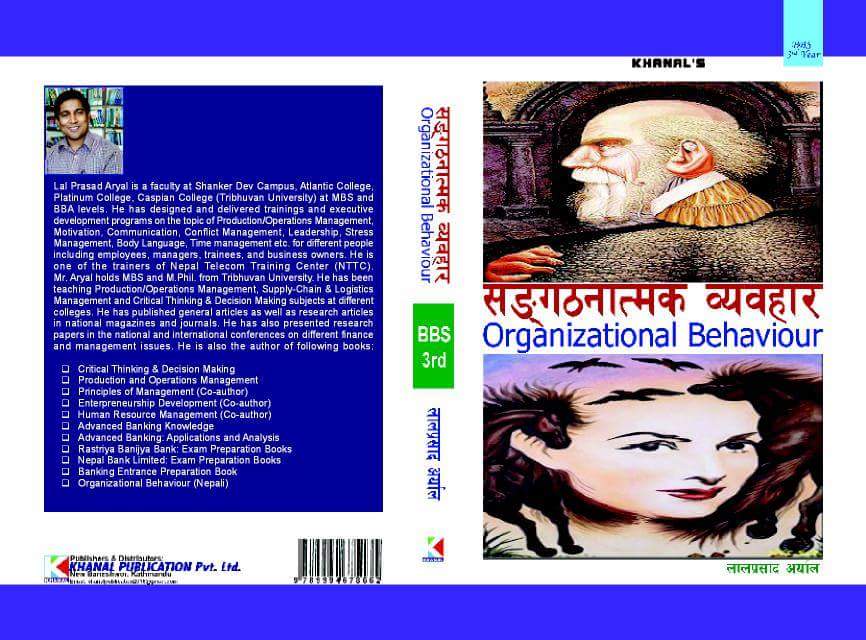 Lal Prasad Aryal is a faculty at Shanker Dev Campus, Atlantic College,
Platinum College, Caspian College (Tribhuvan University) at MBS and
BBA levels. He has designed and delivered trainings and executive
development programs on the topic of Production/Operations Management,
Motivation, Communication, Conflict Management, Leadership, Stress
Management, Body Language, Time management etc. for different people
including employees, managers, trainees, and business owners. He is
one of the trainers of Nepal Telecom Training Center (NTTC).
Mr. Aryal holds MBS and M.Phil. from Tribhuvan University. He has been
teaching Production/Operations Management, Supply-Chain & Logistics
Management and Critical Thinking & Decision Making subjects at different
colleges. He has published general articles as well as research articles
in national magazines and journals. He has also presented research
papers in the national and international conferences on different finance
and management issues. He is also the author of following books:
❑ Critical Thinking & Decision Making
❑ Production and Operations Management
❑ Principles of Management (Co-author)
❑ Enterpreneurship Development (Co-author)
❑ Human Resource Management (Co-author)
❑ Advanced Banking Knowledge
❑ Advanced Banking: Applications and Analysis
❑ Rastriya Banijya Bank: Exam Preparation Books
❑ Nepal Bank Limited: Exam Preparation Books
❑ Banking Entrance Preparation Book
❑ Organizational Behaviour (Nepali)
Publishers & Distributors:
KHANAL PUBLICATION Pvt. Ltd.
New Baneshwor, Kathmandu
KHANAL
9789994678662
सङ्गठनात्मक व्यवहार
Organizational Behaviour
BBS
3rd
लालप्रसाद अर्याल
KHANAL
3rd Year
KHANAL'S
सङ्गठनात्मक व्यवहार
Organizational Behaviour
लालप्रसाद अर्याल